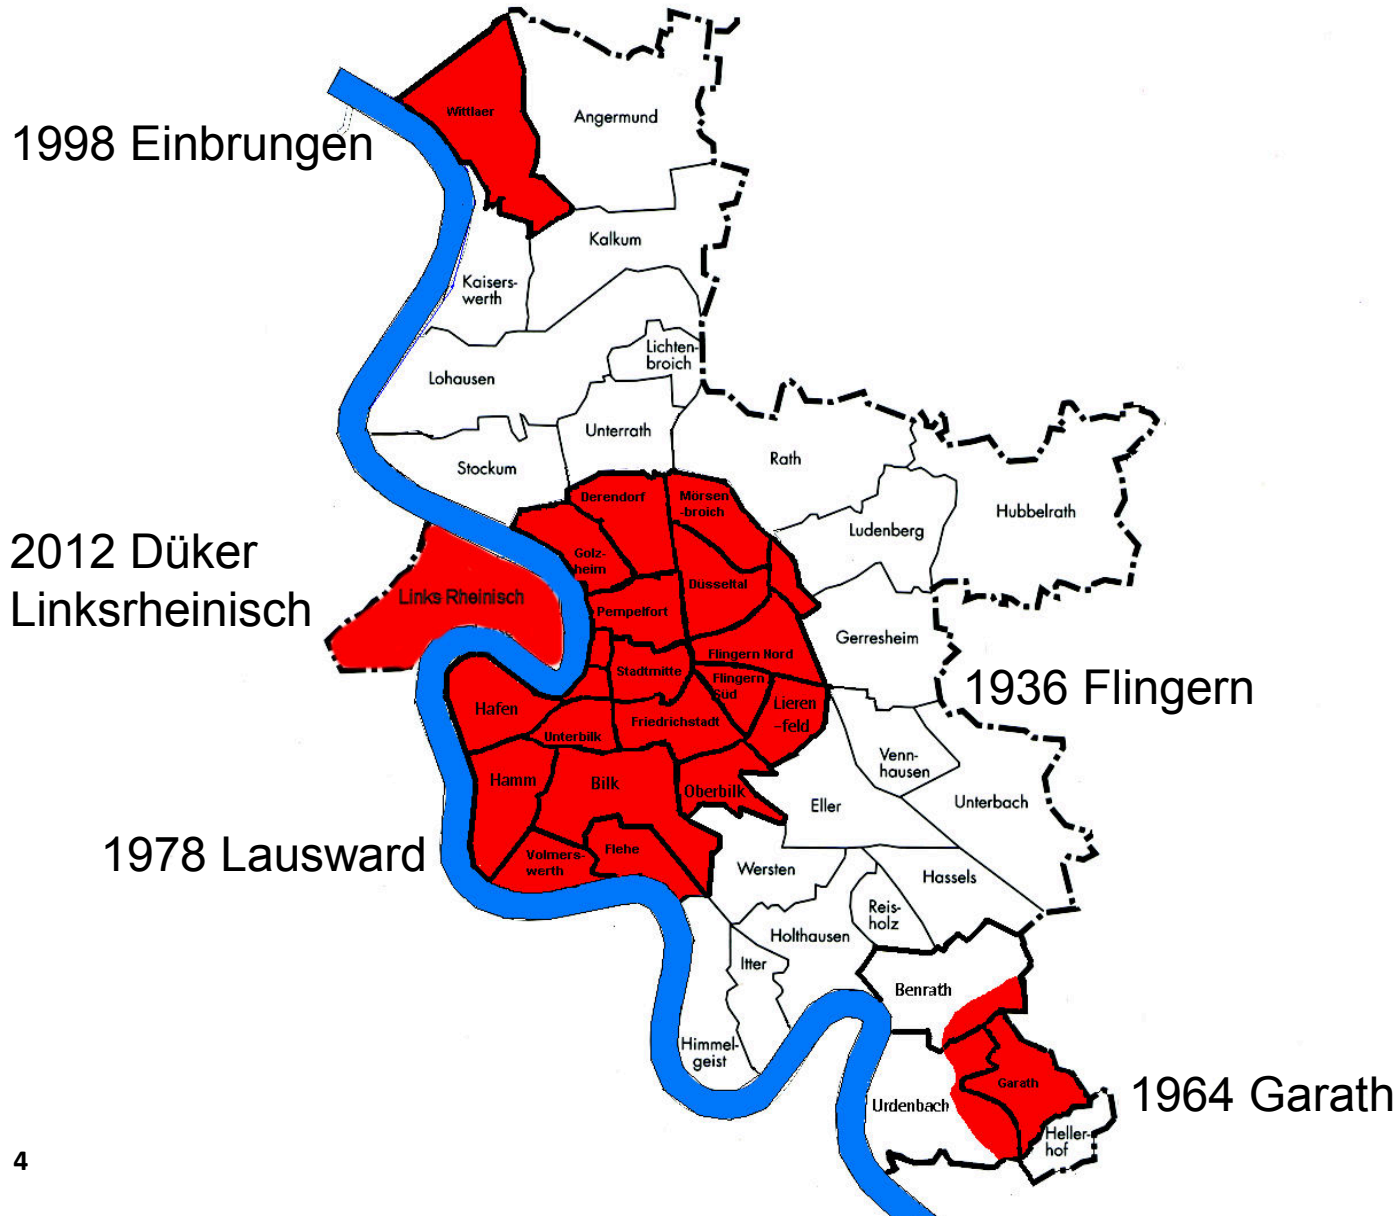 Wittlaer
Angermund
1998 Einbrungen
Kalkum
Kaisers-
werth
Lichten-
broich
Lohausen
Unterrath
Stockum
Rath
Derendorf
Mörsen
-broich
Hubbelrath
Ludenberg
2012 Düker
Linksrheinisch
Golz-
heim
Düsseltal
Links Rheinisch
Pempelfort
Gerresheim
Flingern Nord
Stadtmitte
Flingern
Süd
1936 Flingern
Hafen
Lieren
-feld
Friedrichstadt
Unterbilk
Venn-
hausen
Hamm
Bilk
Oberbilk
Eller
Unterbach
1978 Lausward
Volmers-
werth
Flehe
Wersten
Hassels
Reis-
holz
Holthausen
Itter
Benrath
Himmel-
geist
Garath
Urdenbach
1964 Garath
Heller-
hof
4